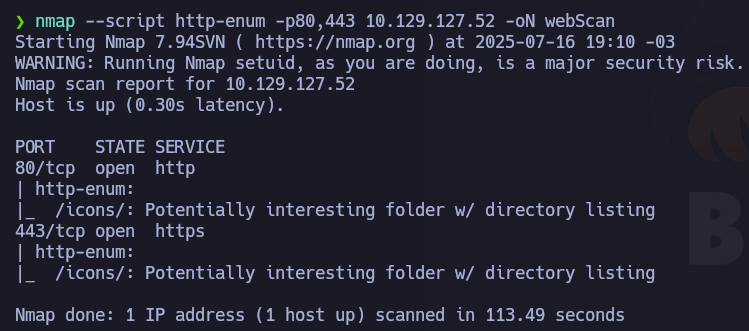 ❯ nmap --script http-enum -p80,443 10.129.127.52 -oN webScan
Starting Nmap 7.94SVN ( https://nmap.org ) at 2025-07-16 19:10 -03
WARNING: Running Nmap setuid, as you are doing, is a major security risk.
Nmap scan report for 10.129.127.52
Host is up (0.30s latency).

PORT    STATE SERVICE
80/tcp  open  http
| http-enum:
|_  /icons/: Potentially interesting folder w/ directory listing
443/tcp open  https
| http-enum:
|_  /icons/: Potentially interesting folder w/ directory listing

Nmap done: 1 IP address (1 host up) scanned in 113.49 seconds
B